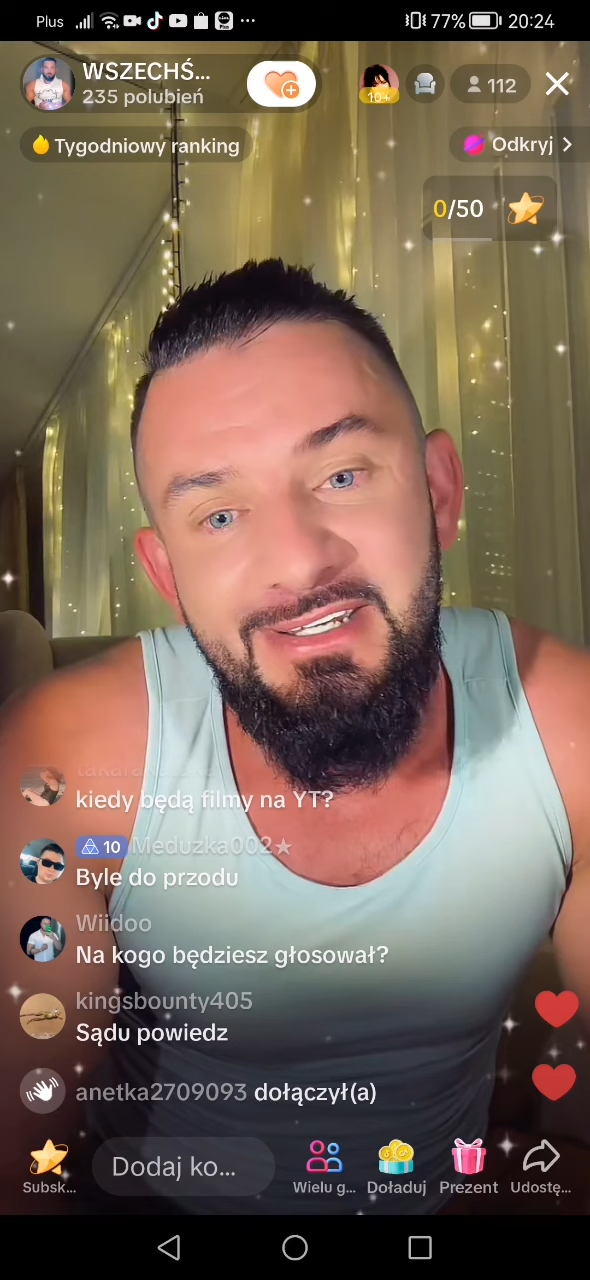 Plus 77% 20:24
WSZECHŚ...
235 polubień
10+
112
Tygodniowy ranking
Odkryj >
0/50
kiedy będą filmy na YT?
10 Meduzka002★
Byle do przodu
Wiidoo
Na kogo będziesz głosował?
kingsbounty405
Sądu powiedz
anetka2709093 dołączył(a)
Subsk...
Dodaj ko...
Wielu g...
Doładuj
Prezent
Udostę...